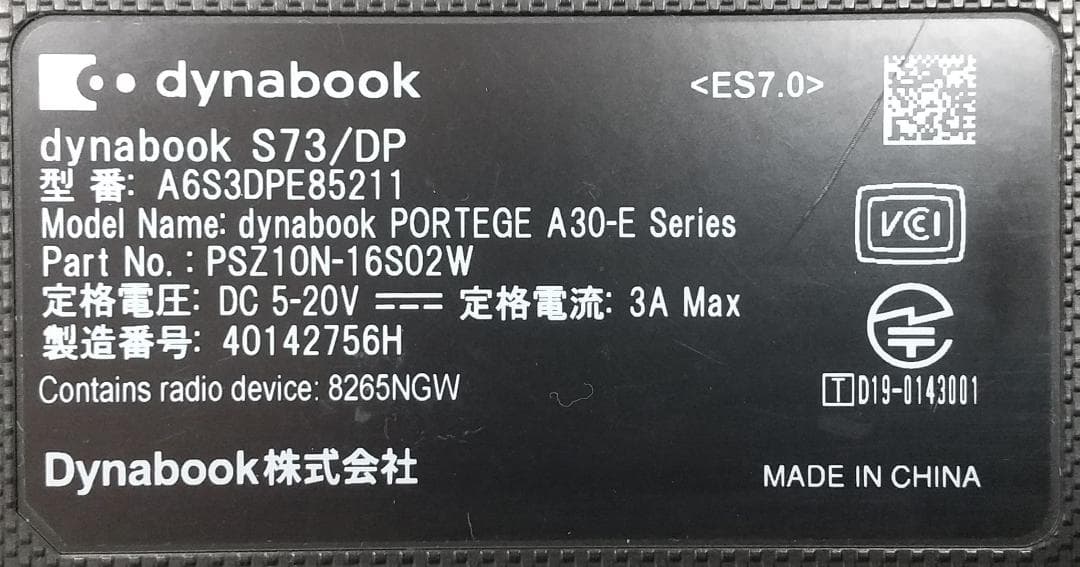 dynabook
<ES7.0>
dynabook S73/DP
型 番: A6S3DPE85211
Model Name: dynabook PORTEGE A30-E Series
Part No.: PSZ10N-16S02W
定格電圧: DC 5-20V 定格電流: 3A Max
製造番号: 40142756H
Contains radio device: 8265NGW
VCCI
T D19-0143001
Dynabook株式会社
MADE IN CHINA